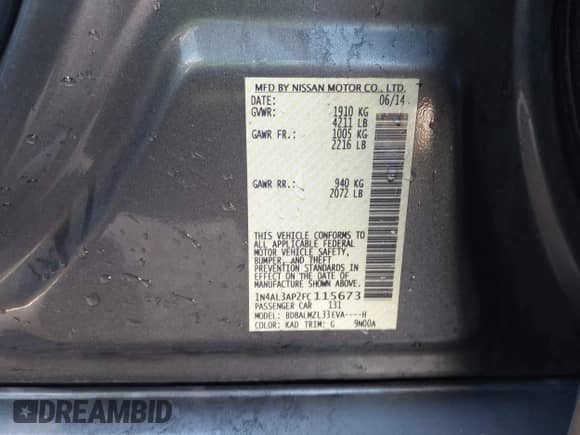 MFD BY NISSAN MOTOR CO., LTD.
DATE: 06/14
GVWR: 1910 KG
4211 LB
GAWR FR.: 1005 KG
2216 LB
GAWR RR.: 940 KG
2072 LB
THIS VEHICLE CONFORMS TO
ALL APPLICABLE FEDERAL
MOTOR VEHICLE SAFETY,
BUMPER, AND THEFT
PREVENTION STANDARDS IN
EFFECT ON THE DATE OF
MANUFACTURE SHOWN ABOVE.
1N4AL3AP2FC115673
PASSENGER CAR 131
MODEL: BDBALMZL33EVA----H
COLOR: KAD TRIM: G 9N00A
DREAMBID